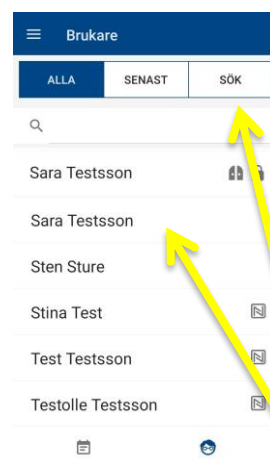 Brukare
ALLA SENAST SÖK
Sara Testsson
Sara Testsson
Sten Sture
Stina Test
Test Testsson
Testolle Testsson